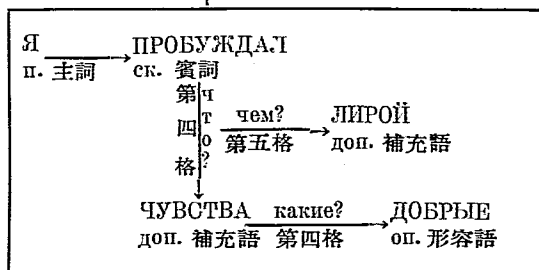 Я ПРОБУЖДАЛ
п. 主詞 ск. 賓詞
第四格 что?
чем? ЛИРОЙ
第五格 доп. 補充語
ЧУВСТВА какие? ДОБРЫЕ
доп. 補充語 第四格 оп. 形容語